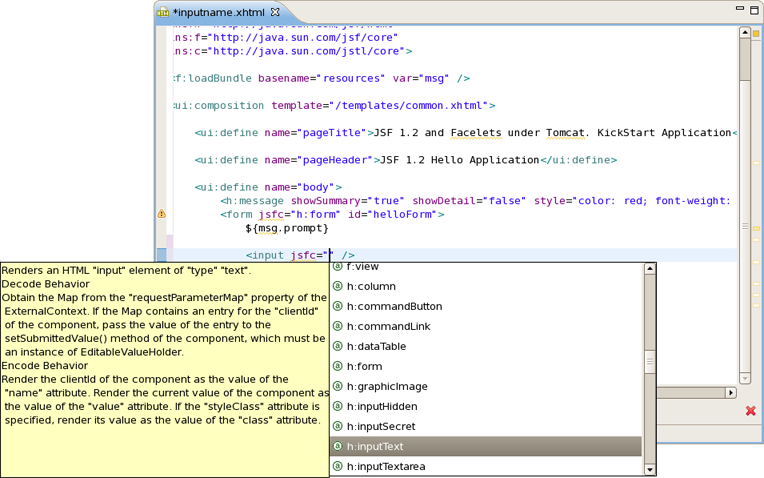 *inputname.xhtml
ns:f="http://java.sun.com/jsf/core"
ns:c="http://java.sun.com/jstl/core">
<f:loadBundle basename="resources" var="msg" />
<ui:composition template="/templates/common.xhtml">
<ui:define name="pageTitle">JSF 1.2 and Facelets under Tomcat. KickStart Application<
<ui:define name="pageHeader">JSF 1.2 Hello Application</ui:define>
<ui:define name="body">
<h:message showSummary="true" showDetail="false" style="color: red; font-weight:
<form jsfc="h:form" id="helloForm">
${msg.prompt}
<input jsfc="" />
Renders an HTML "input" element of "type" "text".
Decode Behavior
Obtain the Map from the "requestParameterMap" property of the
ExternalContext. If the Map contains an entry for the "clientId"
of the component, pass the value of the entry to the
setSubmittedValue() method of the component, which must be
an instance of EditableValueHolder.
Encode Behavior
Render the clientId of the component as the value of the
"name" attribute. Render the current value of the component as
the value of the "value" attribute. If the "styleClass" attribute is
specified, render its value as the value of the "class" attribute.
f:view
h:column
h:commandButton
h:commandLink
h:dataTable
h:form
h:graphicImage
h:inputHidden
h:inputSecret
h:inputText
h:inputTextarea